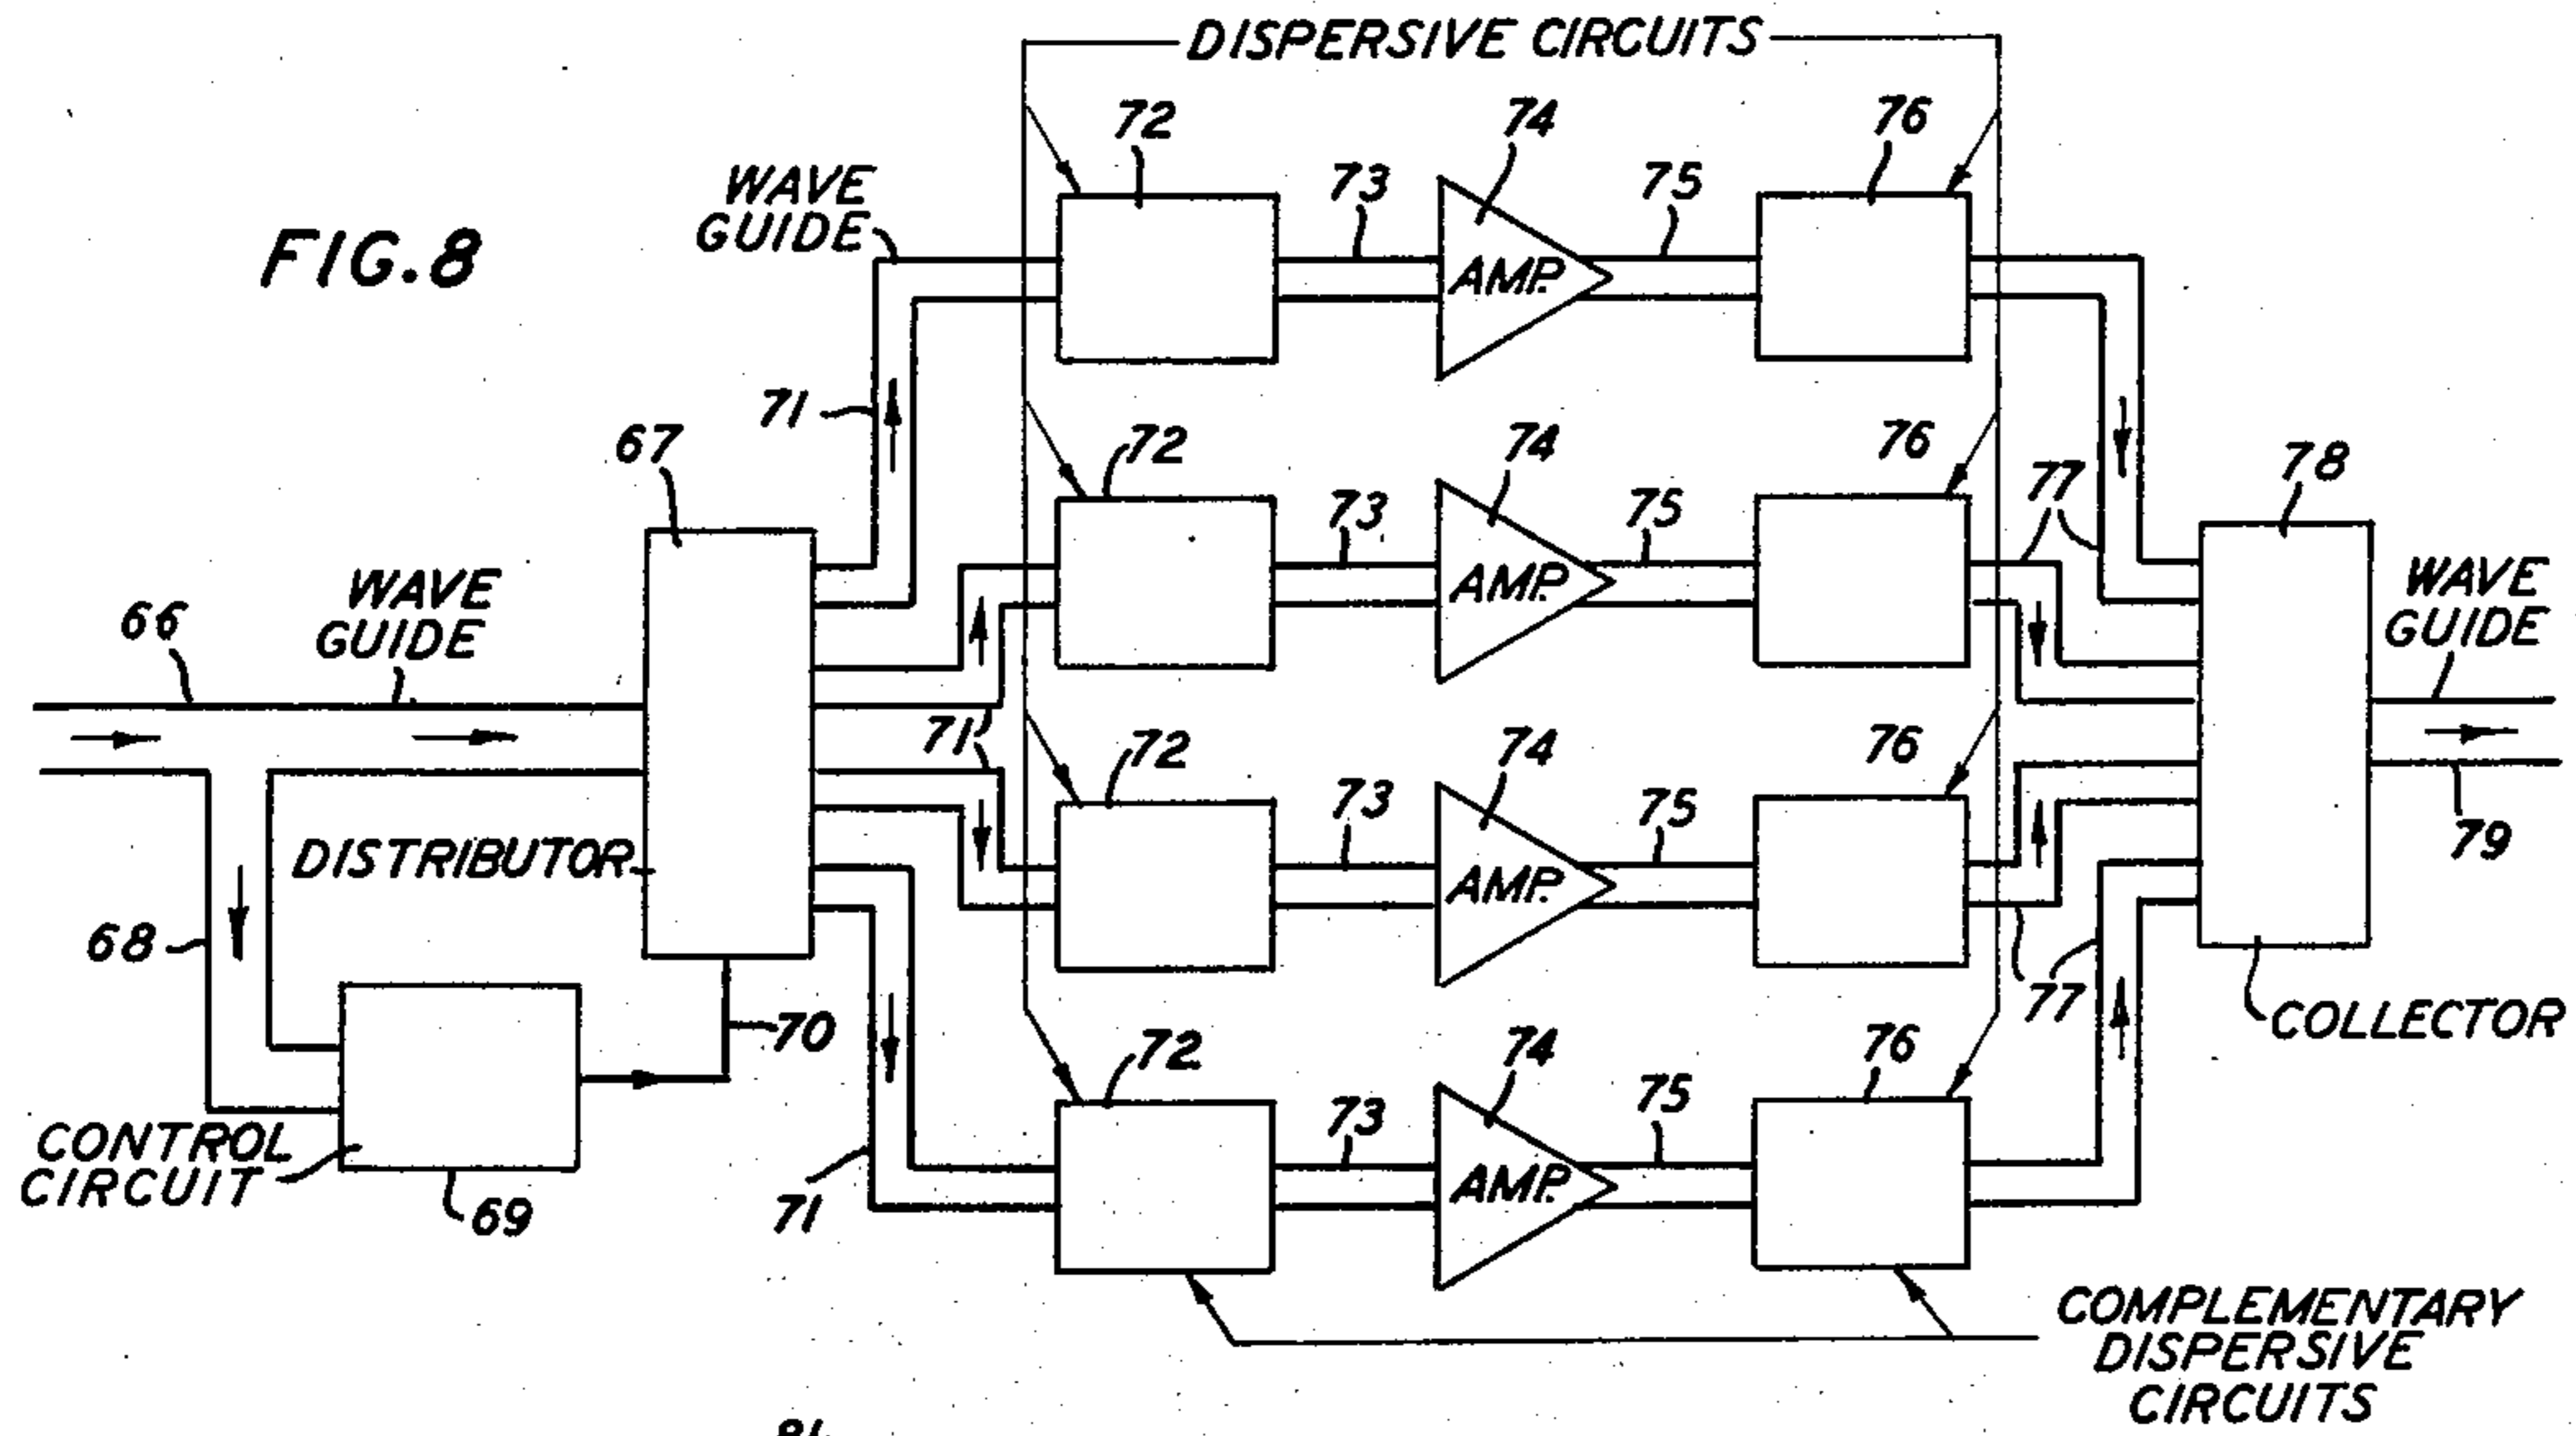 DISPERSIVE CIRCUITS
72
74
76
WAVE
GUIDE
73
75
FIG.8
71
67
72
74
76
77
78
73
75
WAVE
GUIDE
66
WAVE
GUIDE
71
72
74
76
73
75
79
DISTRIBUTOR
68
77
COLLECTOR
70
72
74
76
CONTROL
CIRCUIT
73
75
69
71
AMP.
AMP.
AMP.
AMP.
COMPLEMENTARY
DISPERSIVE
CIRCUITS